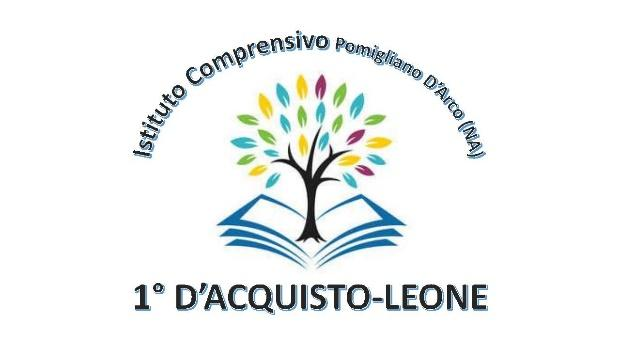 Istituto Comprensivo Pomigliano D'Arco (NA)
1° D'ACQUISTO-LEONE